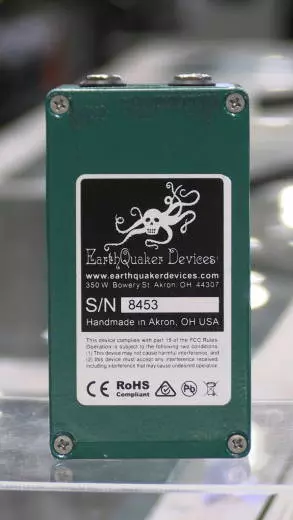 EarthQuaker Devices
www.earthquakerdevices.com
350 W. Bowery St. Akron, OH 44307
S/N 8453
Handmade in Akron, OH USA
This device complies with part 15 of the FCC Rules.
Operation is subject to the following two conditions:
(1) This device may not cause harmful interference, and
(2) this device must accept any interference received,
including interference that may cause undesired operation.
CE RoHS Pb
Compliant